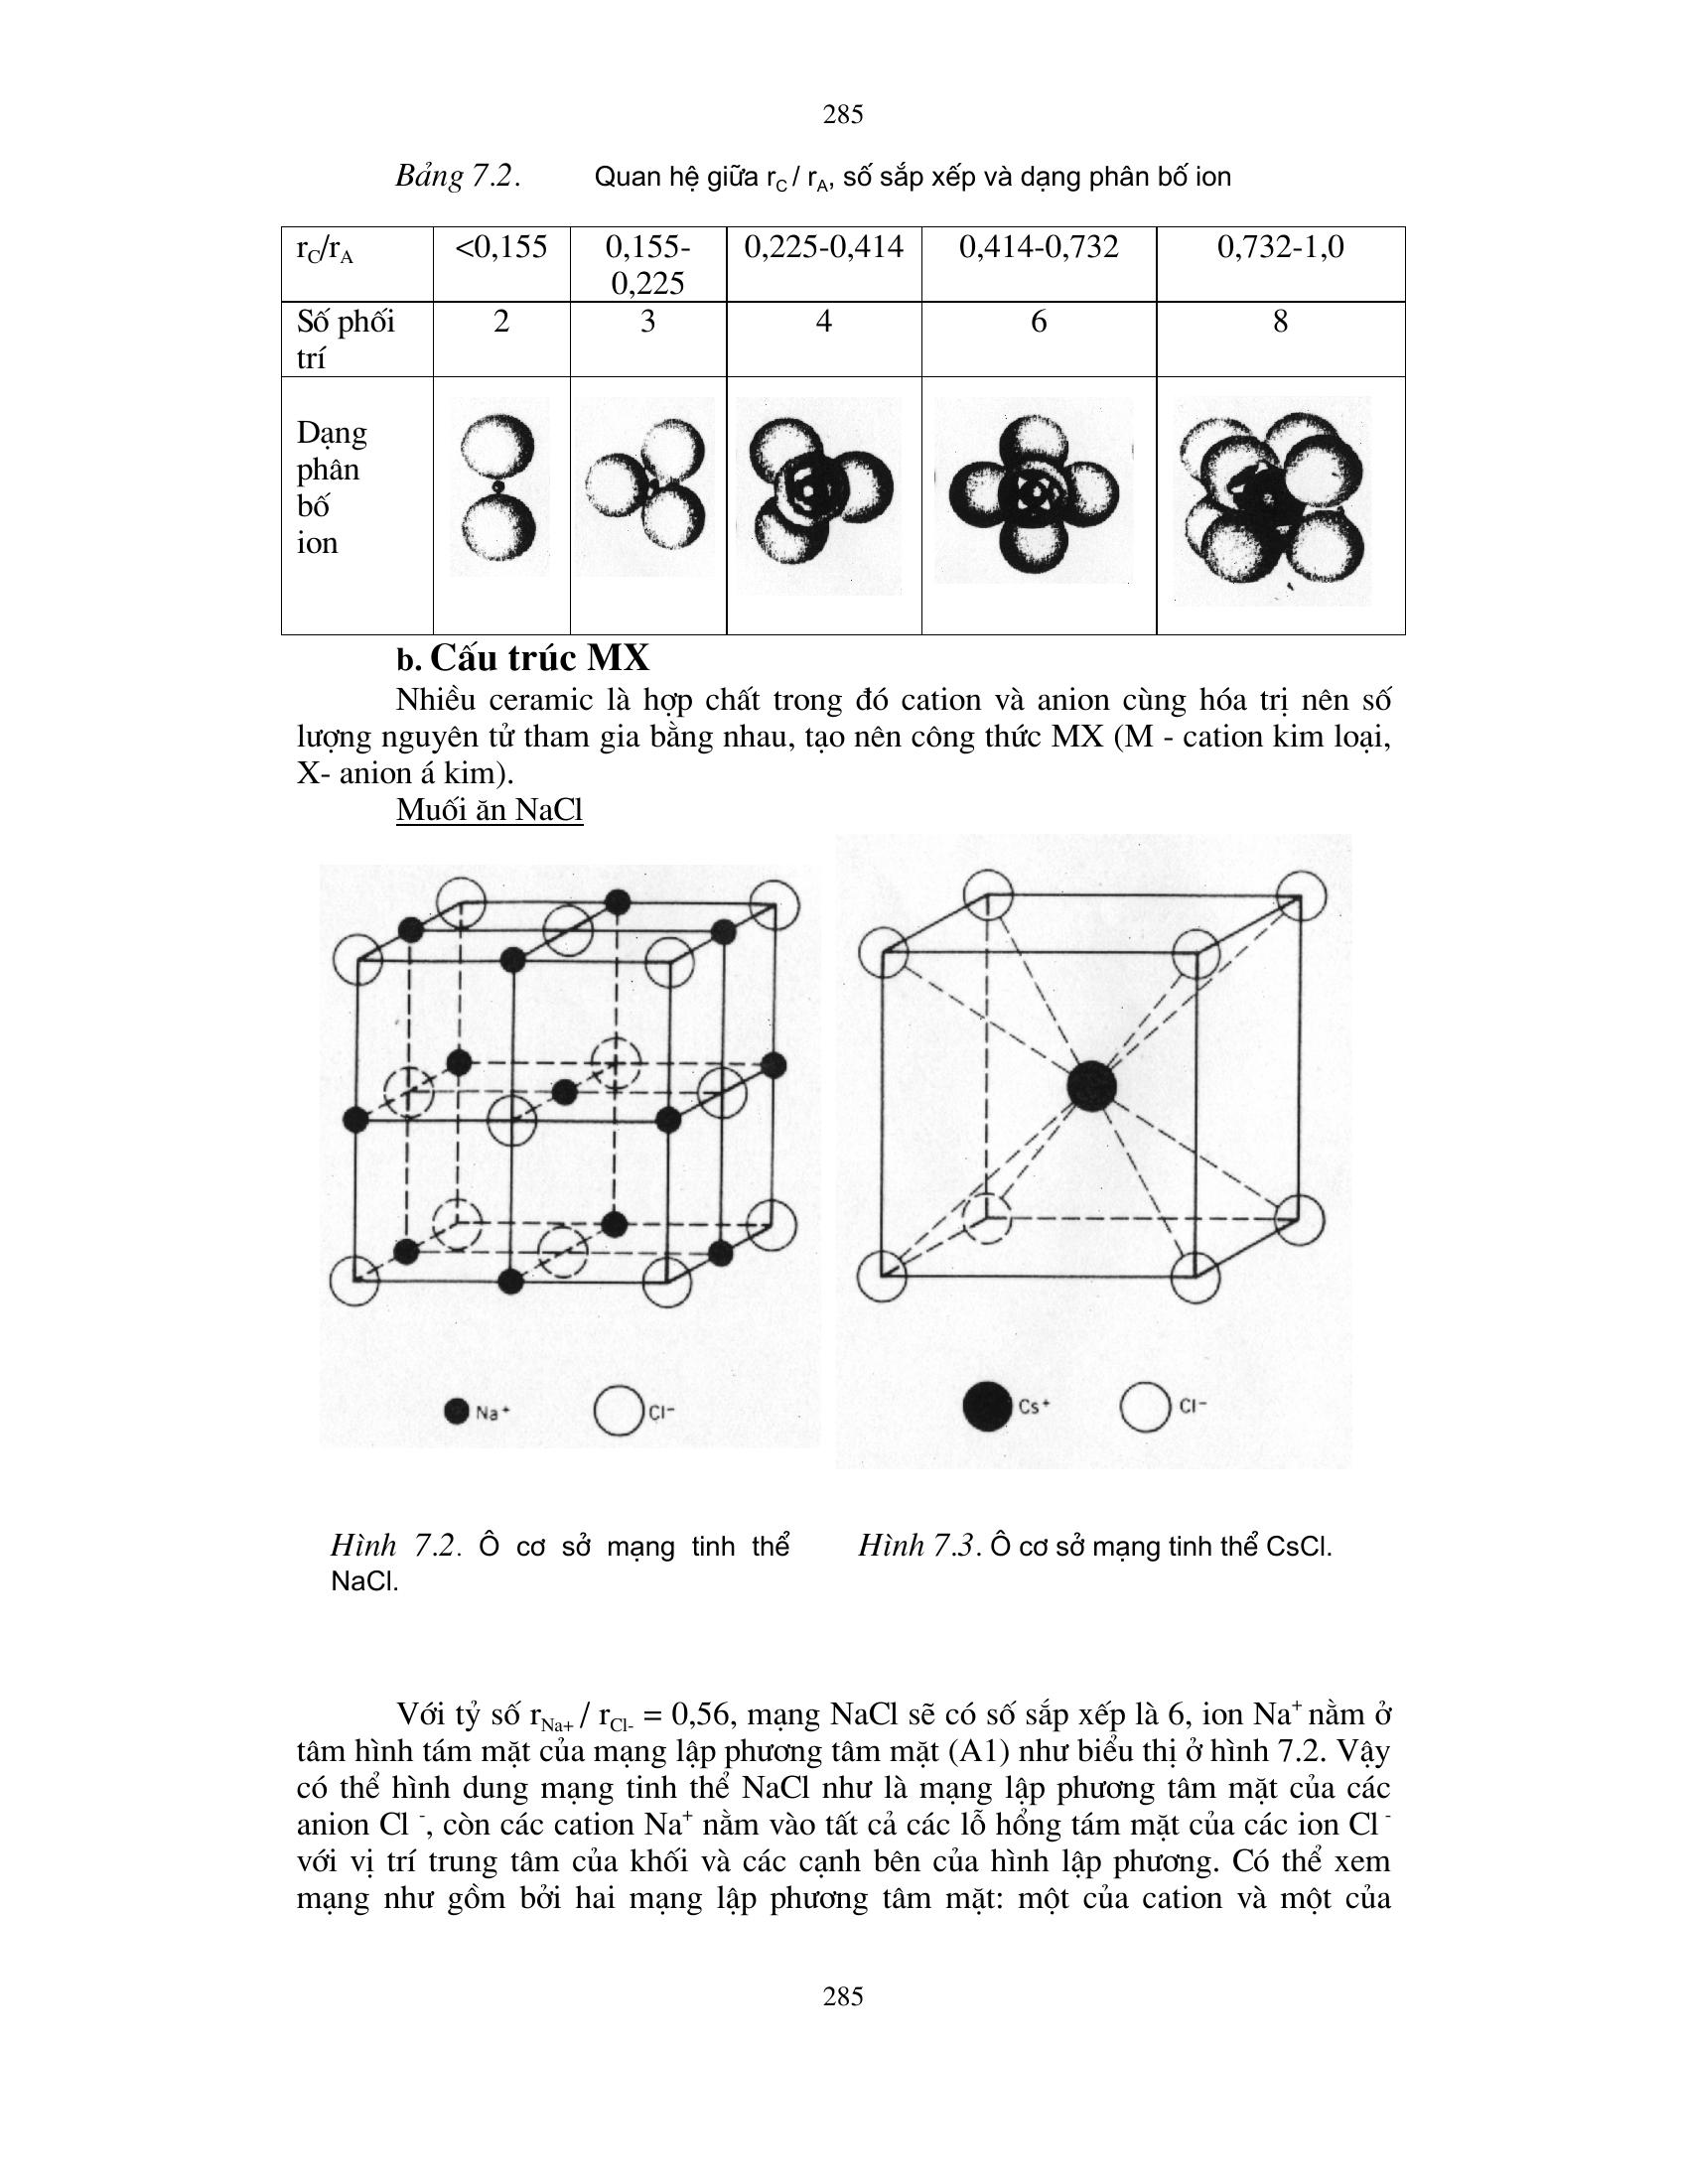 285
Bảng 7.2. Quan hệ giữa rC / rA, số sắp xếp và dạng phân bố ion
rC/rA <0,155 0,155- 0,225-0,414 0,414-0,732 0,732-1,0
0,225
Số phối 2 3 4 6 8
trí
Dạng
phân
bố
ion
b. Cấu trúc MX
Nhiều ceramic là hợp chất trong đó cation và anion cùng hóa trị nên số
lượng nguyên tử tham gia bằng nhau, tạo nên công thức MX (M - cation kim loại,
X- anion á kim).
Muối ăn NaCl
Na+ Cl− Cs+ Cl−
Hình 7.2. Ô cơ sở mạng tinh thể
NaCl.
Hình 7.3. Ô cơ sở mạng tinh thể CsCl.
Với tỷ số rNa+ / rCl- = 0,56, mạng NaCl sẽ có số sắp xếp là 6, ion Na+ nằm ở
tâm hình tám mặt của mạng lập phương tâm mặt (A1) như biểu thị ở hình 7.2. Vậy
có thể hình dung mạng tinh thể NaCl như là mạng lập phương tâm mặt của các
anion Cl -, còn các cation Na+ nằm vào tất cả các lỗ hổng tám mặt của các ion Cl -
với vị trí trung tâm của khối và các cạnh bên của hình lập phương. Có thể xem
mạng như gồm bởi hai mạng lập phương tâm mặt: một của cation và một của
285